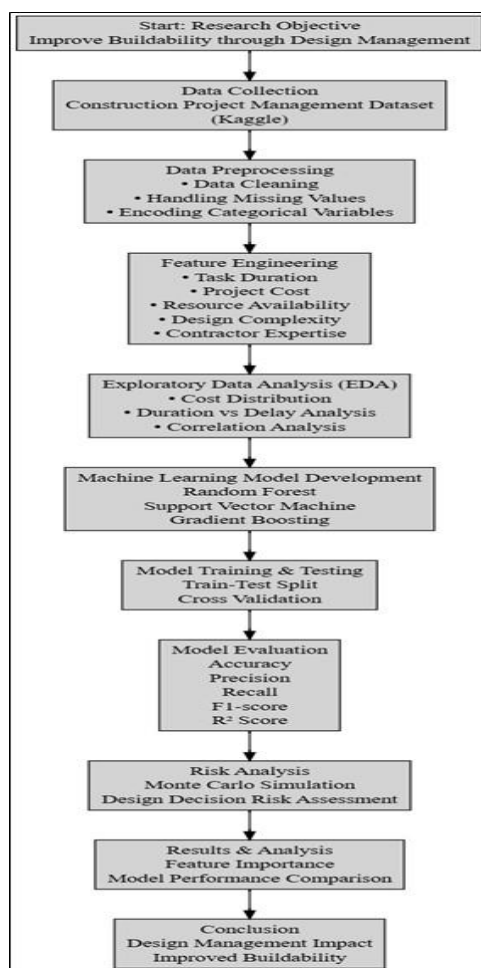 Start: Research Objective
Improve Buildability through Design Management
Data Collection
Construction Project Management Dataset
(Kaggle)
Data Preprocessing
• Data Cleaning
• Handling Missing Values
• Encoding Categorical Variables
Feature Engineering
• Task Duration
• Project Cost
• Resource Availability
• Design Complexity
• Contractor Expertise
Exploratory Data Analysis (EDA)
• Cost Distribution
• Duration vs Delay Analysis
• Correlation Analysis
Machine Learning Model Development
Random Forest
Support Vector Machine
Gradient Boosting
Model Training & Testing
Train-Test Split
Cross Validation
Model Evaluation
Accuracy
Precision
Recall
F1-score
R² Score
Risk Analysis
Monte Carlo Simulation
Design Decision Risk Assessment
Results & Analysis
Feature Importance
Model Performance Comparison
Conclusion
Design Management Impact
Improved Buildability